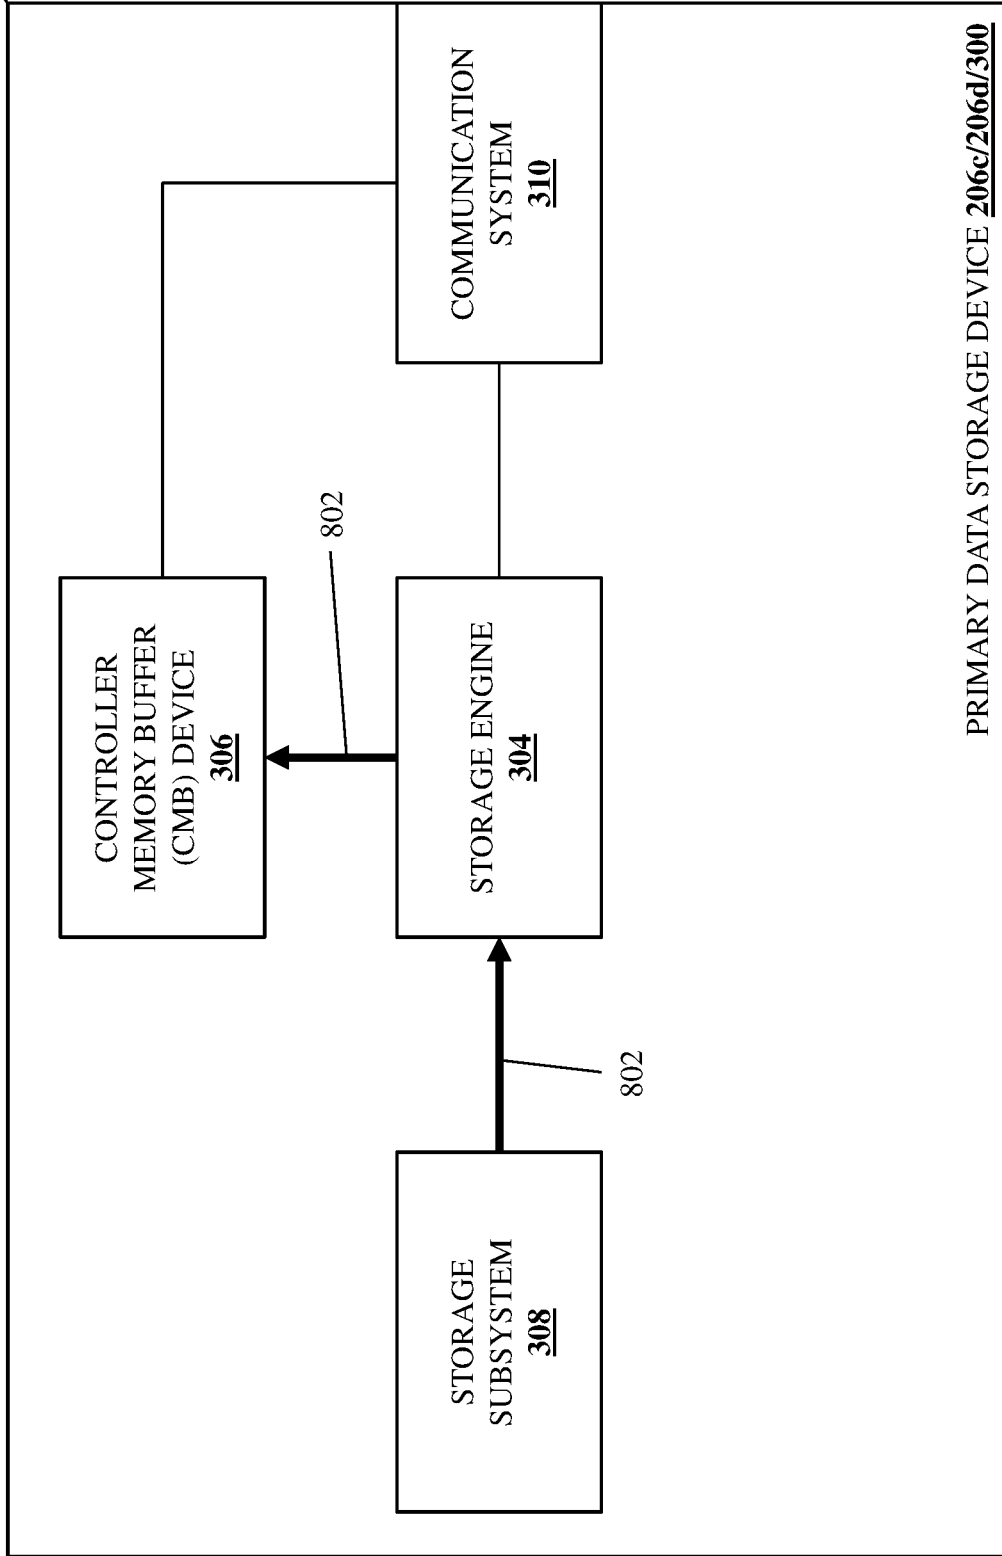 CONTROLLER
MEMORY BUFFER
(CMB) DEVICE
306
802
STORAGE
SUBSYSTEM
308
802
STORAGE ENGINE
304
COMMUNICATION
SYSTEM
310
PRIMARY DATA STORAGE DEVICE 206c/206d/300